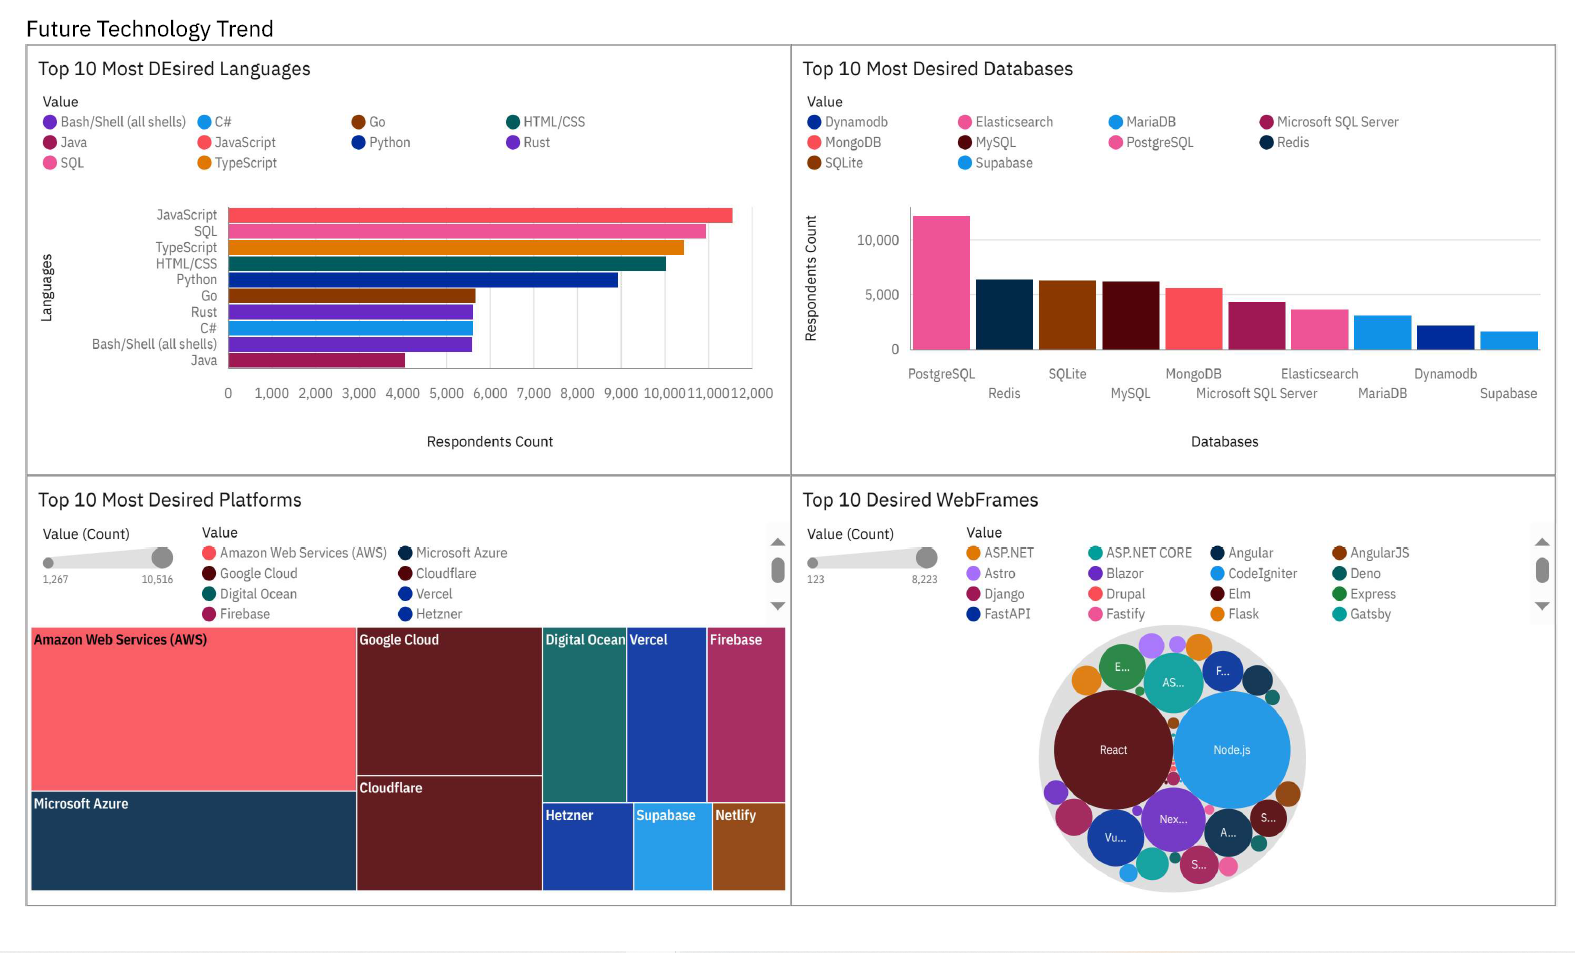 Future Technology Trend
Top 10 Most DEsired Languages
Value
Bash/Shell (all shells) C# Go HTML/CSS
Java JavaScript Python Rust
SQL TypeScript
Languages
JavaScript
SQL
TypeScript
HTML/CSS
Python
Go
Rust
C#
Bash/Shell (all shells)
Java
0 1,000 2,000 3,000 4,000 5,000 6,000 7,000 8,000 9,000 10,000 11,000 12,000
Respondents Count
Top 10 Most Desired Databases
Value
Dynamodb Elasticsearch MariaDB Microsoft SQL Server
MongoDB MySQL PostgreSQL Redis
SQLite Supabase
Respondents Count
10,000
5,000
0
PostgreSQL SQLite MongoDB Elasticsearch Dynamodb
Redis MySQL Microsoft SQL Server MariaDB Supabase
Databases
Top 10 Most Desired Platforms
Value (Count)
1,267 10,516
Value
Amazon Web Services (AWS) Microsoft Azure
Google Cloud Cloudflare
Digital Ocean Vercel
Firebase Hetzner
Amazon Web Services (AWS) Google Cloud Digital Ocean Vercel Firebase
Cloudflare
Microsoft Azure
Hetzner Supabase Netlify
Top 10 Desired WebFrames
Value (Count)
123 8,223
Value
ASP.NET ASP.NET CORE Angular AngularJS
Astro Blazor CodeIgniter Deno
Django Drupal Elm Express
FastAPI Fastify Flask Gatsby
E... AS... F...
React Node.js
Vu... Nex... A... S...
S...